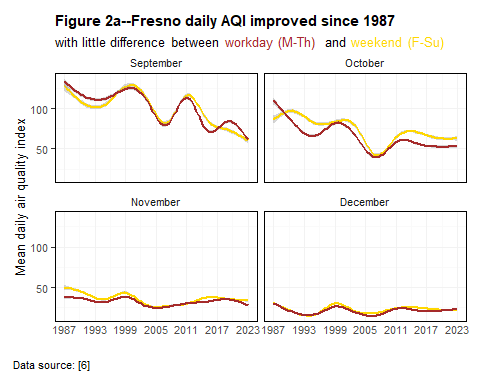 Figure 2a--Fresno daily AQI improved since 1987
with little difference between workday (M-Th) and weekend (F-Su)
September
October
100
50
November
December
100
50
Mean daily air quality index
1987 1993 1999 2005 2011 2017 2023 1987 1993 1999 2005 2011 2017 2023
Data source: [6]